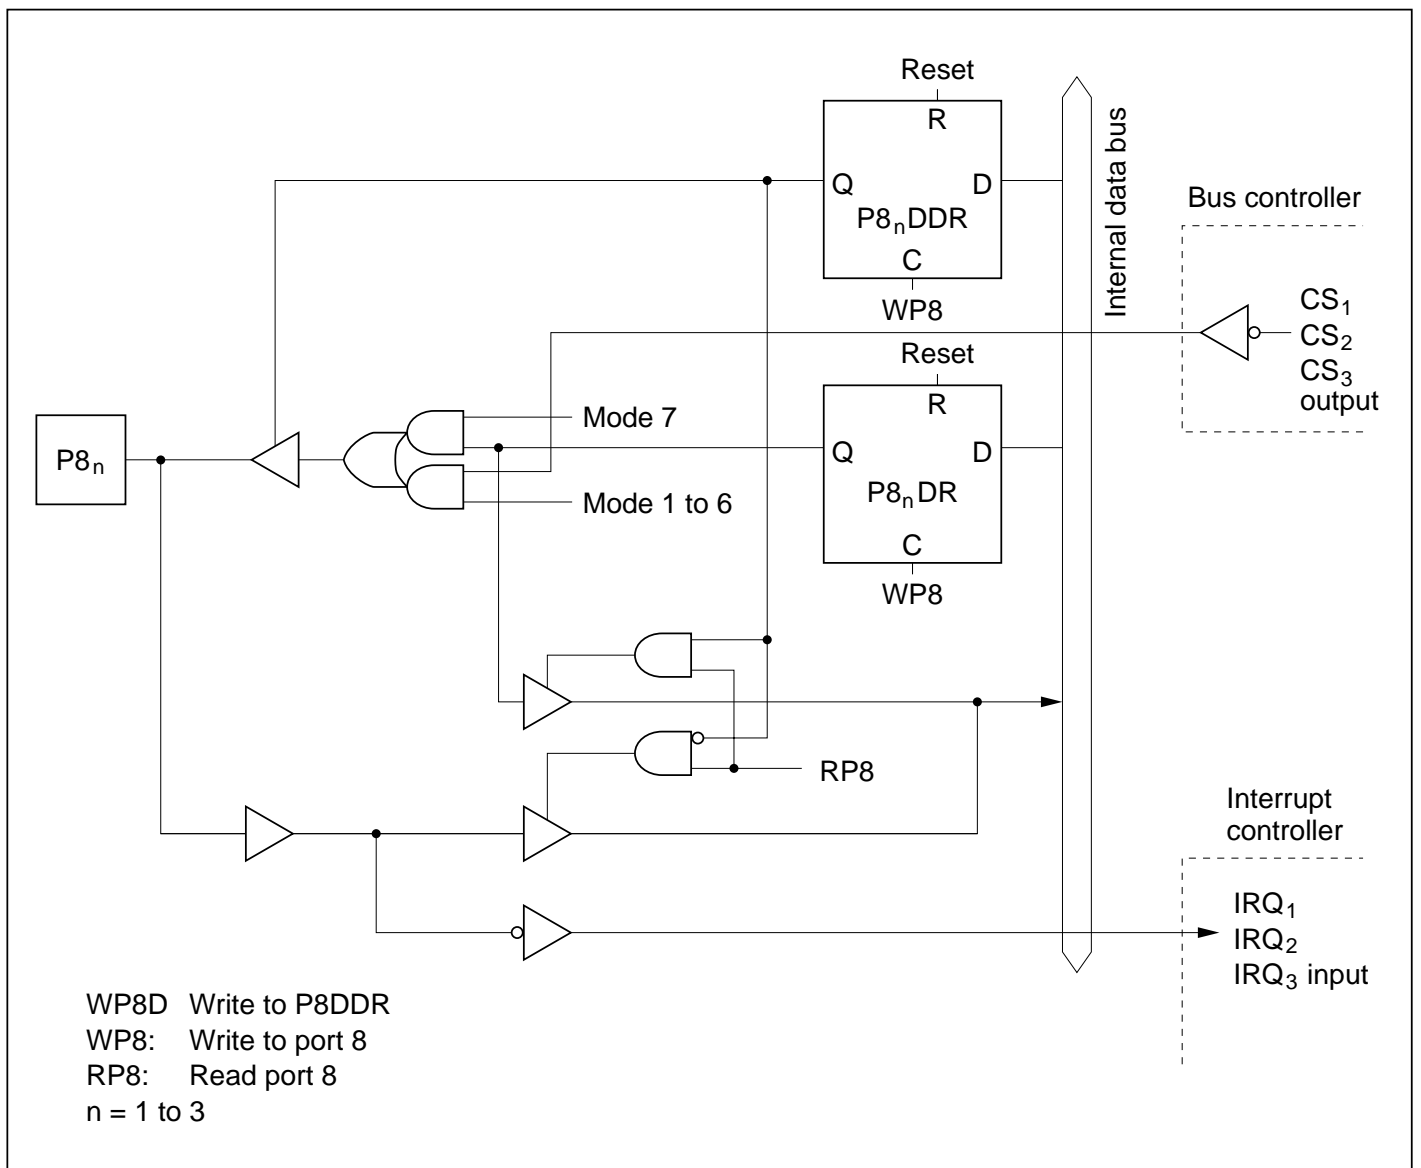 Reset
R
Q D
P8nDDR
C
WP8
Internal data bus
Bus controller
CS1
CS2
CS3
output
Reset
R
Q D
P8nDR
C
WP8
Mode 7
P8n
Mode 1 to 6
RP8
Interrupt
controller
IRQ1
IRQ2
IRQ3 input
WP8D Write to P8DDR
WP8: Write to port 8
RP8: Read port 8
n = 1 to 3